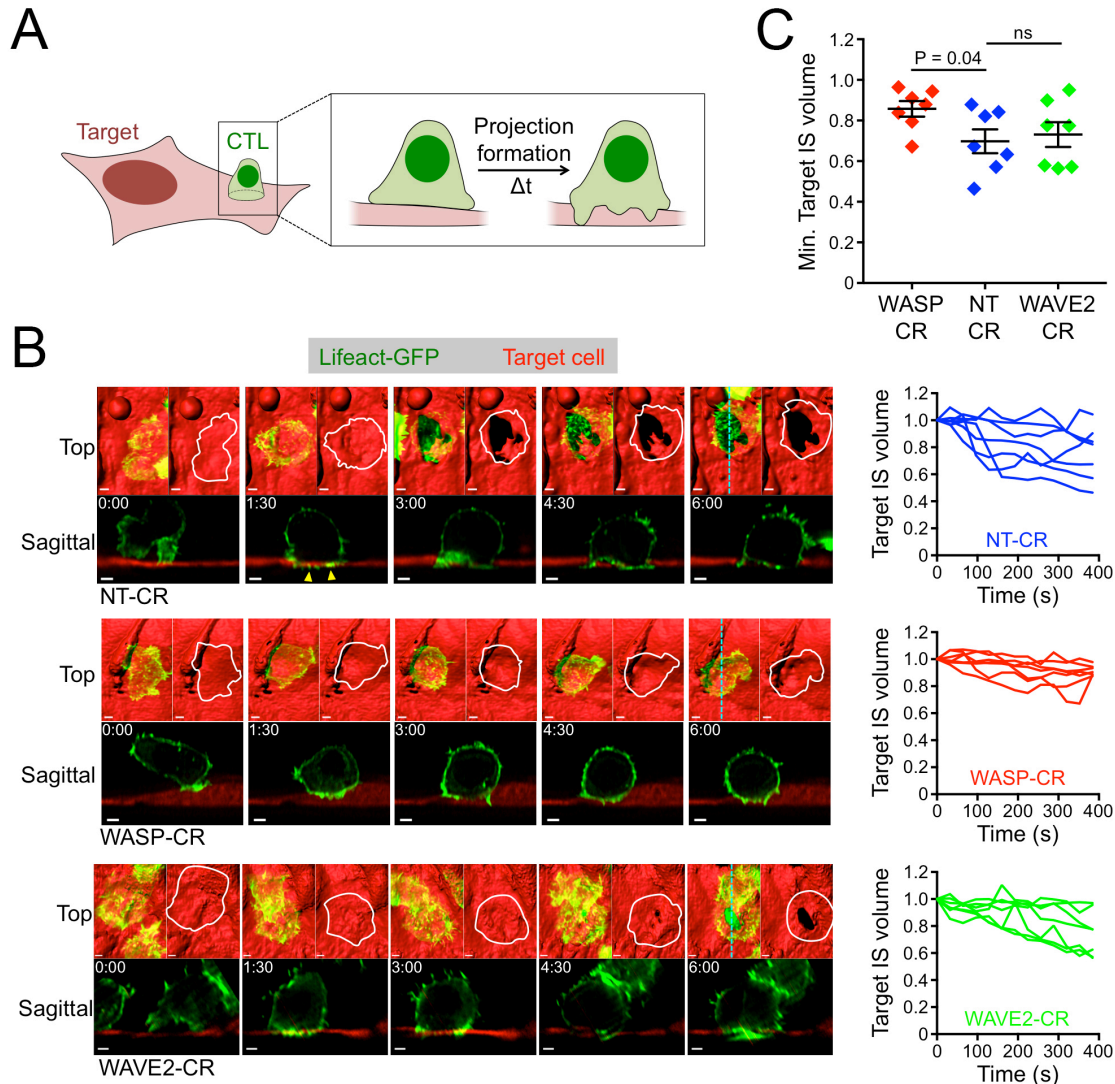 A
Target
CTL
Projection
formation
Δt
C
Min. Target IS volume
1.2
1.0
0.8
0.6
0.4
0.2
0
P = 0.04
ns
WASP
CR
NT
CR
WAVE2
CR
B
Lifeact-GFP Target cell
Top
Sagittal
0:00
1:30
3:00
4:30
6:00
NT-CR
Target IS volume
1.2
1.0
0.8
0.6
0.4
0.2
0
0 100 200 300 400
Time (s)
NT-CR
Top
Sagittal
0:00
1:30
3:00
4:30
6:00
WASP-CR
Target IS volume
1.2
1.0
0.8
0.6
0.4
0.2
0
0 100 200 300 400
Time (s)
WASP-CR
Top
Sagittal
0:00
1:30
3:00
4:30
6:00
WAVE2-CR
Target IS volume
1.2
1.0
0.8
0.6
0.4
0.2
0
0 100 200 300 400
Time (s)
WAVE2-CR